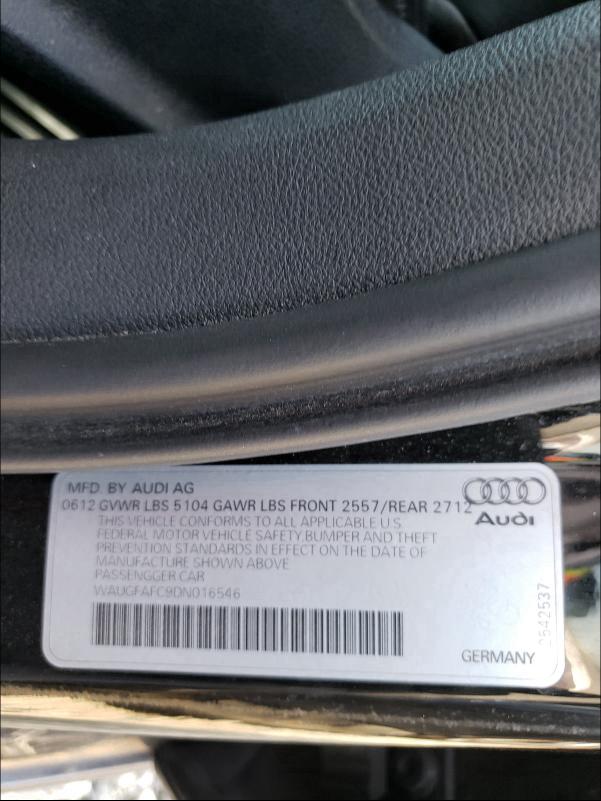 MFD. BY AUDI AG
0612 GVWR LBS 5104 GAWR LBS FRONT 2557/REAR 2712
THIS VEHICLE CONFORMS TO ALL APPLICABLE U.S
FEDERAL MOTOR VEHICLE SAFETY,BUMPER AND THEFT
PREVENTION STANDARDS IN EFFECT ON THE DATE OF
MANUFACTURE SHOWN ABOVE
PASSENGGER CAR
WAUGFAFC9DN016546
Audi
2542537
GERMANY